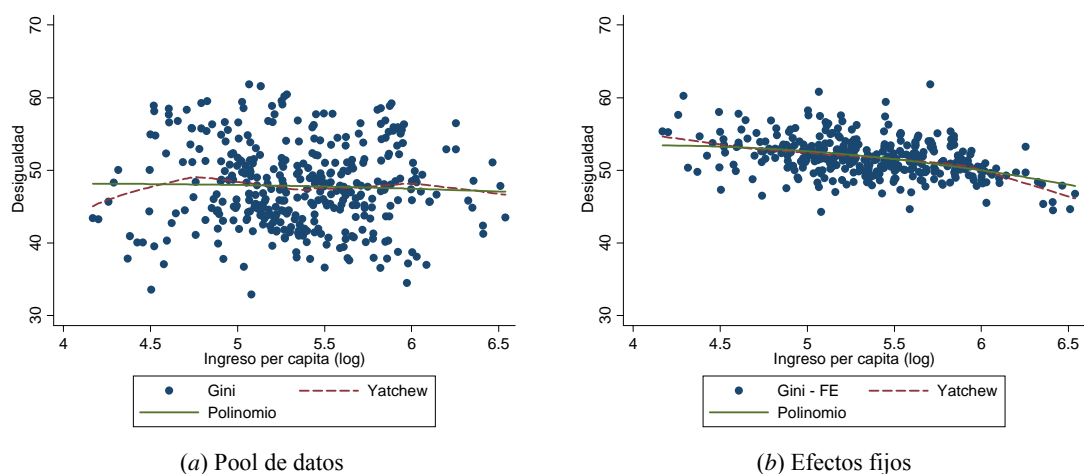 70
60
50
40
30
Desigualdad
4
4.5
5
5.5
6
6.5
Ingreso per capita (log)
Gini
Yatchew
Polinomio
(a) Pool de datos
70
60
50
40
30
Desigualdad
4
4.5
5
5.5
6
6.5
Ingreso per capita (log)
Gini - FE
Yatchew
Polinomio
(b) Efectos fijos